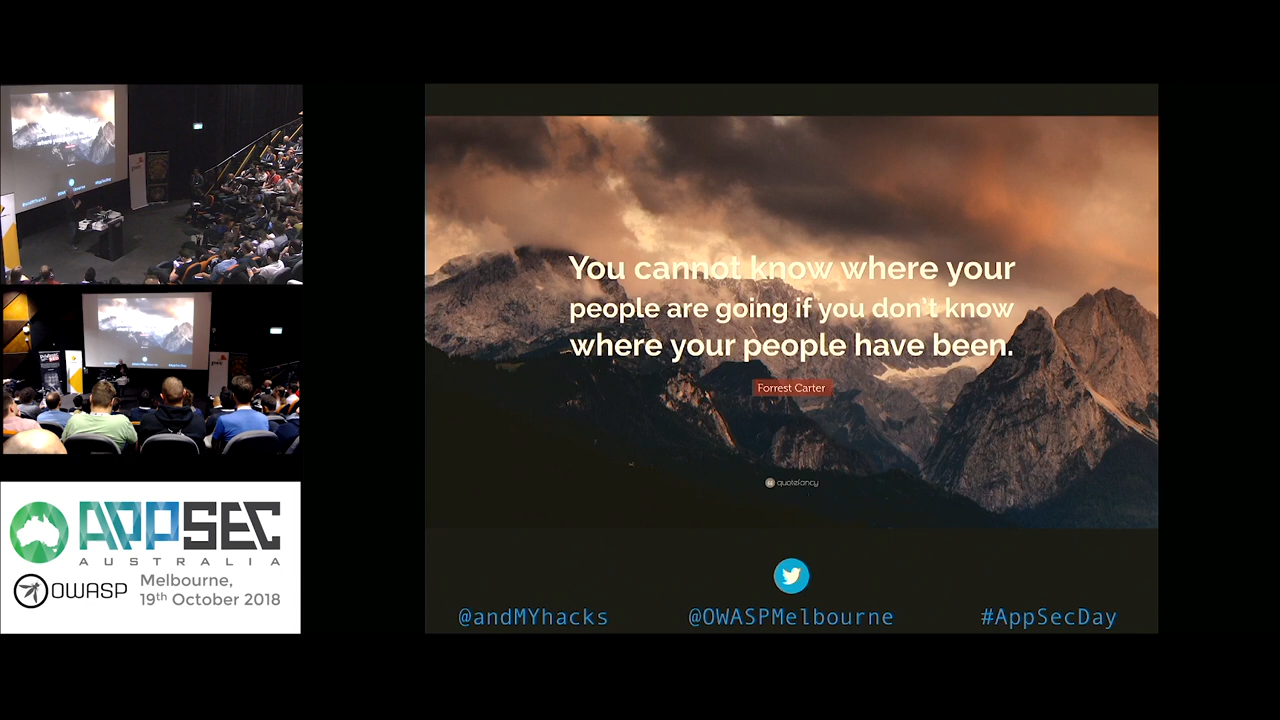 You cannot know where your
people are going if you don't know
where your people have been.
Forrest Carter
quotefancy
@andMYhacks
@OWASPMelbourne
#AppSecDay
APPSEC
AUSTRALIA
OWASP
Melbourne,
19th October 2018